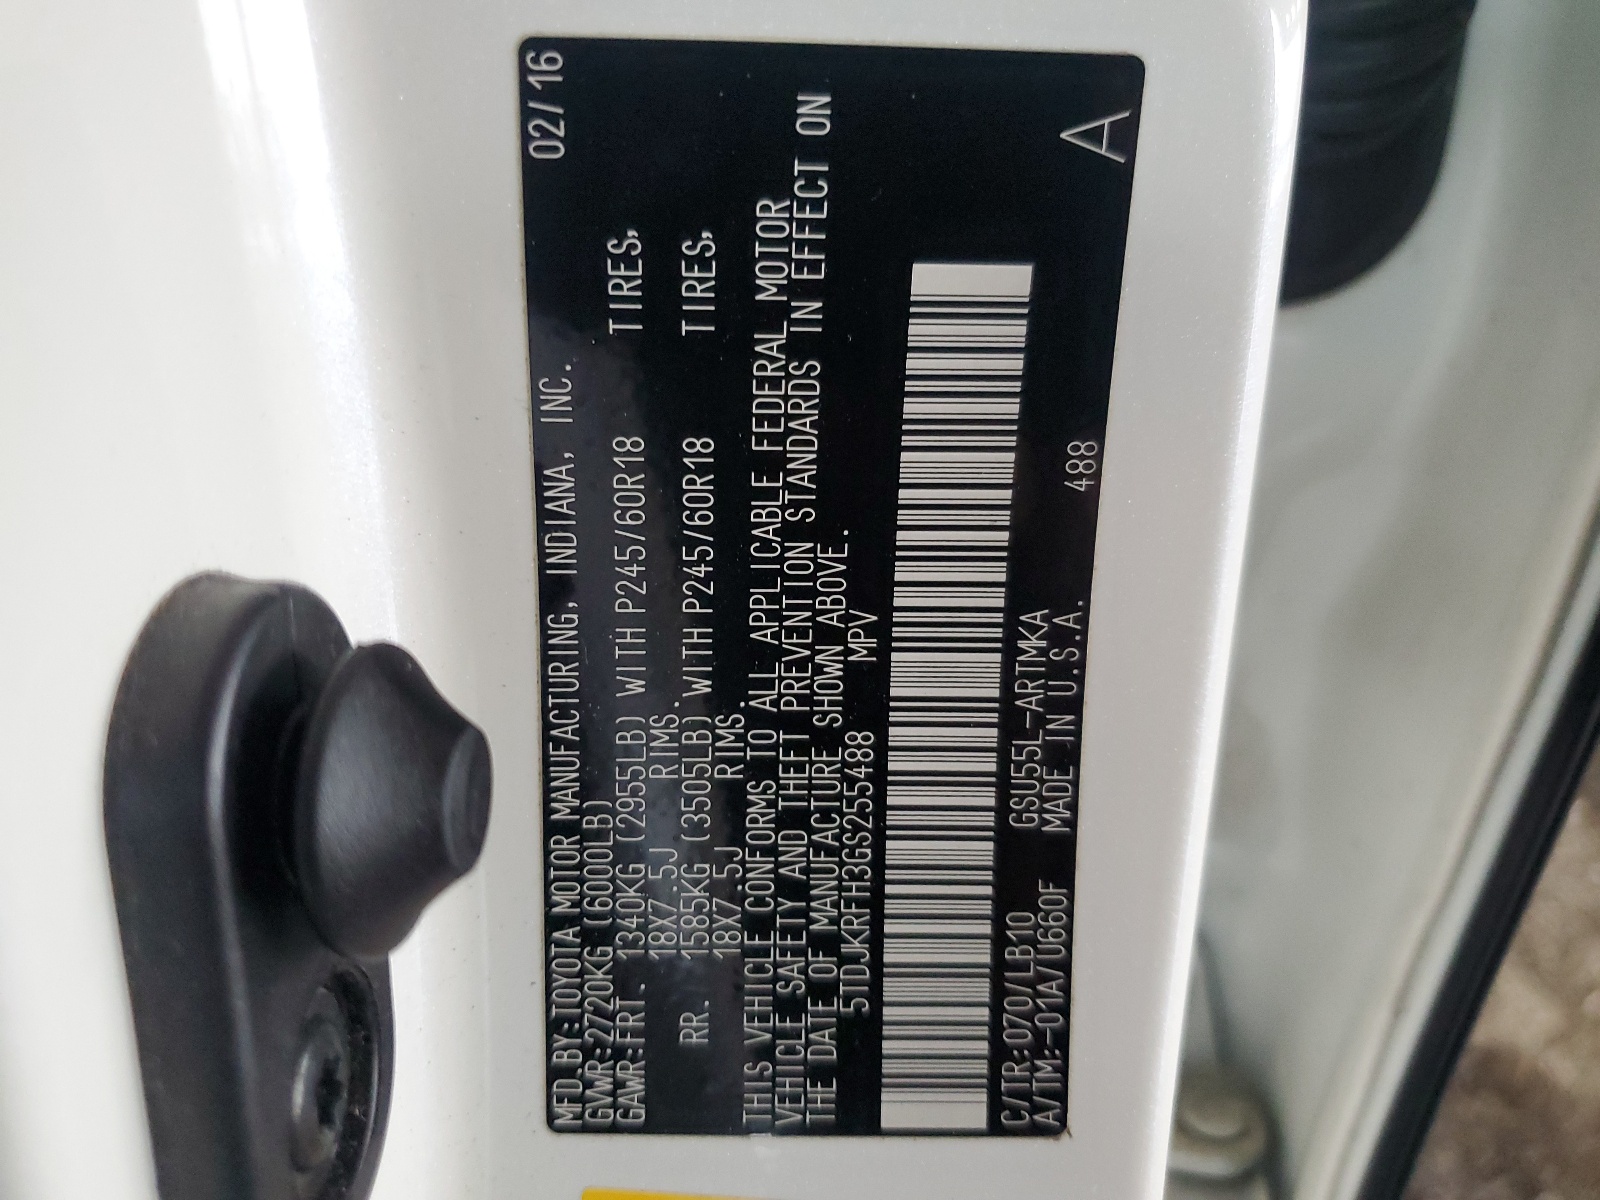 MFD.BY:TOYOTA MOTOR MANUFACTURING, INDIANA, INC. 02/16
GVWR:2720KG (6000LB)
GAWR:FRT. 1340KG (2955LB) WITH P245/60R18 TIRES,
18X7.5J RIMS.
RR. 1585KG (3505LB) WITH P245/60R18 TIRES,
18X7.5J RIMS.
THIS VEHICLE CONFORMS TO ALL APPLICABLE FEDERAL MOTOR
VEHICLE SAFETY AND THEFT PREVENTION STANDARDS IN EFFECT ON
THE DATE OF MANUFACTURE SHOWN ABOVE.
5TDJKRFH3GS255488 MPV
C/TR:070/LB10 GSU55L-ARTMKA
A/TM:-01A/U660F MADE IN U.S.A. 488 A